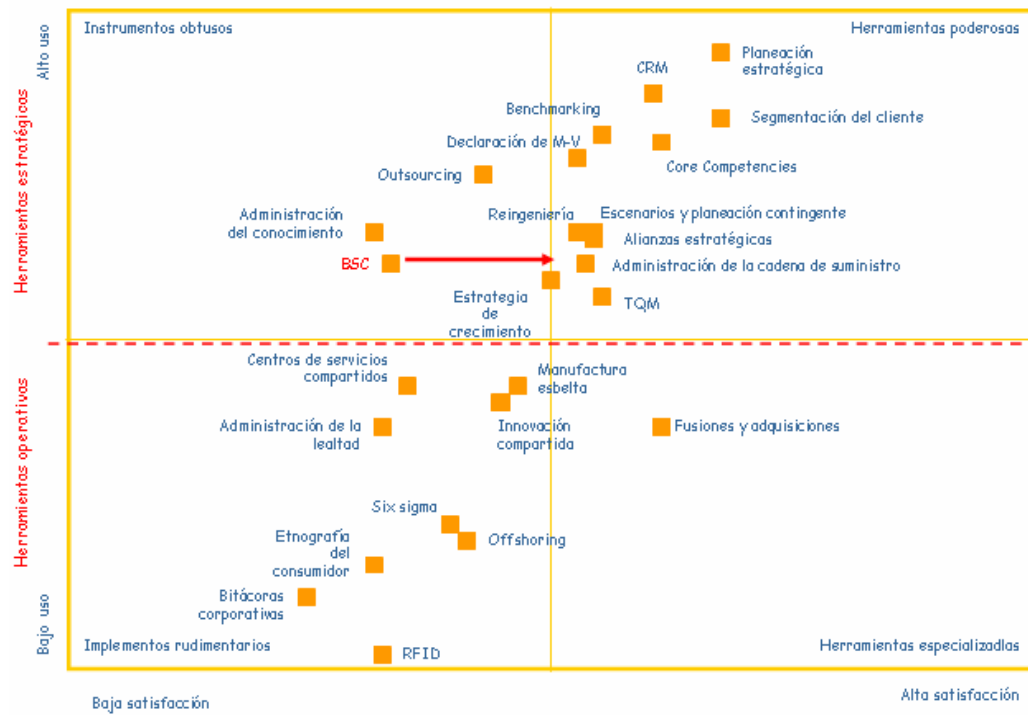 Instrumentos obtusos
Herramientas poderosas
Alto uso
Planeación
estratégica
CRM
Benchmarking
Segmentación del cliente
Declaración de M-V
Core Competencies
Outsourcing
Herramientas estratégicas
Administración
del conocimiento
Reingeniería
Escenarios y planeación contingente
Alianzas estratégicas
BSC
Administración de la cadena de suministro
Estrategia
de
crecimiento
TQM
Centros de servicios
compartidos
Manufactura
esbelta
Administración de la
lealtad
Innovación
compartida
Fusiones y adquisiciones
Herramientas operativas
Six sigma
Offshoring
Etnografía
del
consumidor
Bitácoras
corporativas
Bajo uso
Implementos rudimentarios
RFID
Herramientas especializadlas
Baja satisfacción
Alta satisfacción